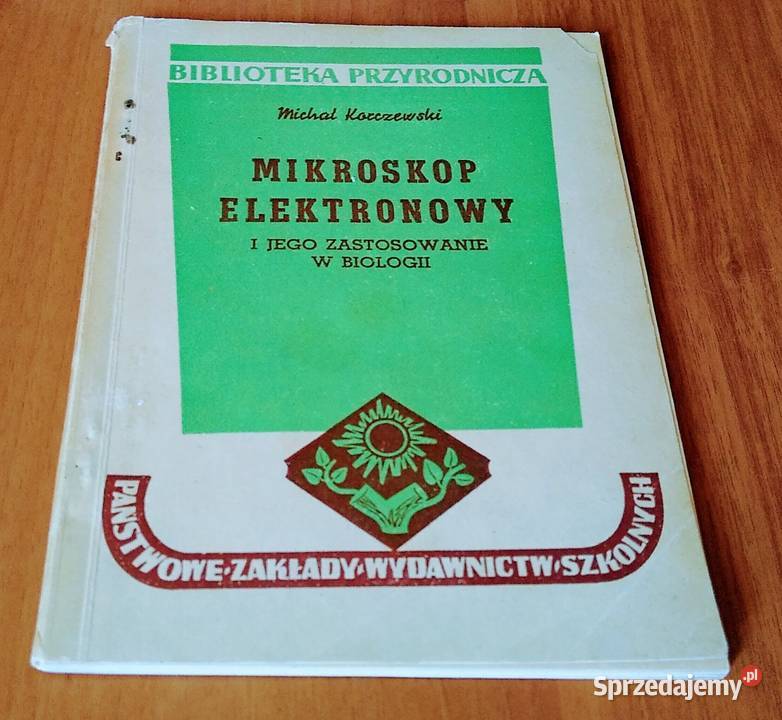 BIBLIOTEKA PRZYRODNICZA
Michał Korczewski
MIKROSKOP
ELEKTRONOWY
I JEGO ZASTOSOWANIE
W BIOLOGII
PAŃSTWOWE·ZAKŁADY·WYDAWNICTW·SZKOLNYCH
Sprzedajemy.pl